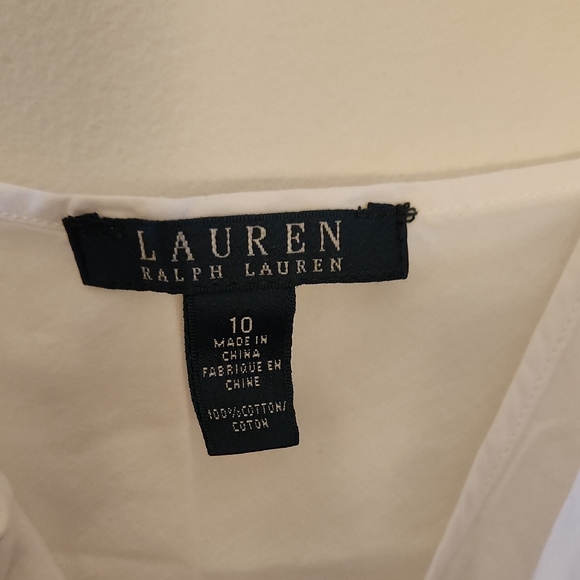 LAUREN
RALPH LAUREN
10
MADE IN
CHINA
FABRIQUE EN
CHINE
100%COTTON/
COTON